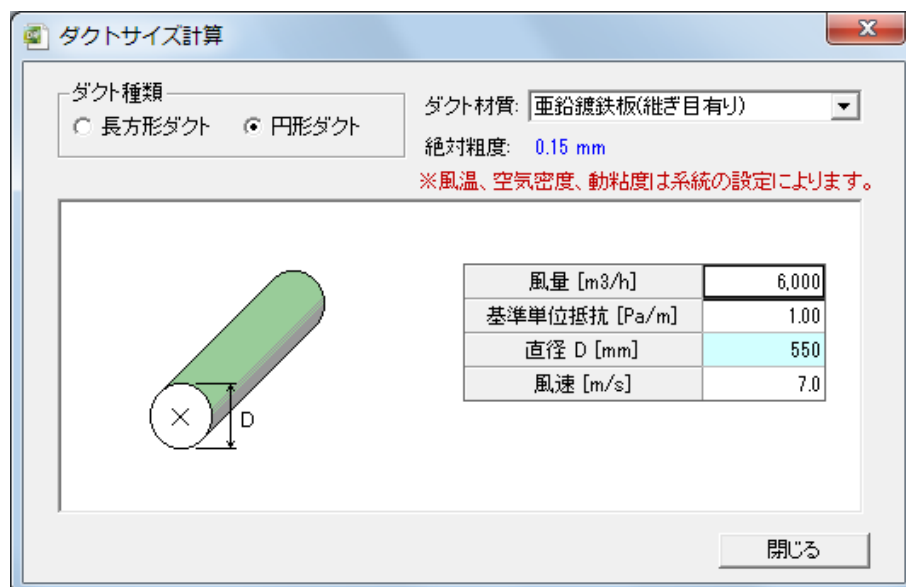 ダクトサイズ計算
ダクト種類
長方形ダクト 円形ダクト
ダクト材質: 亜鉛鍍鉄板(継ぎ目有り)
絶対粗度: 0.15 mm
※風温、空気密度、動粘度は系統の設定によります。
風量 [m3/h] 6,000
基準単位抵抗 [Pa/m] 1.00
直径 D [mm] 550
風速 [m/s] 7.0
D
閉じる